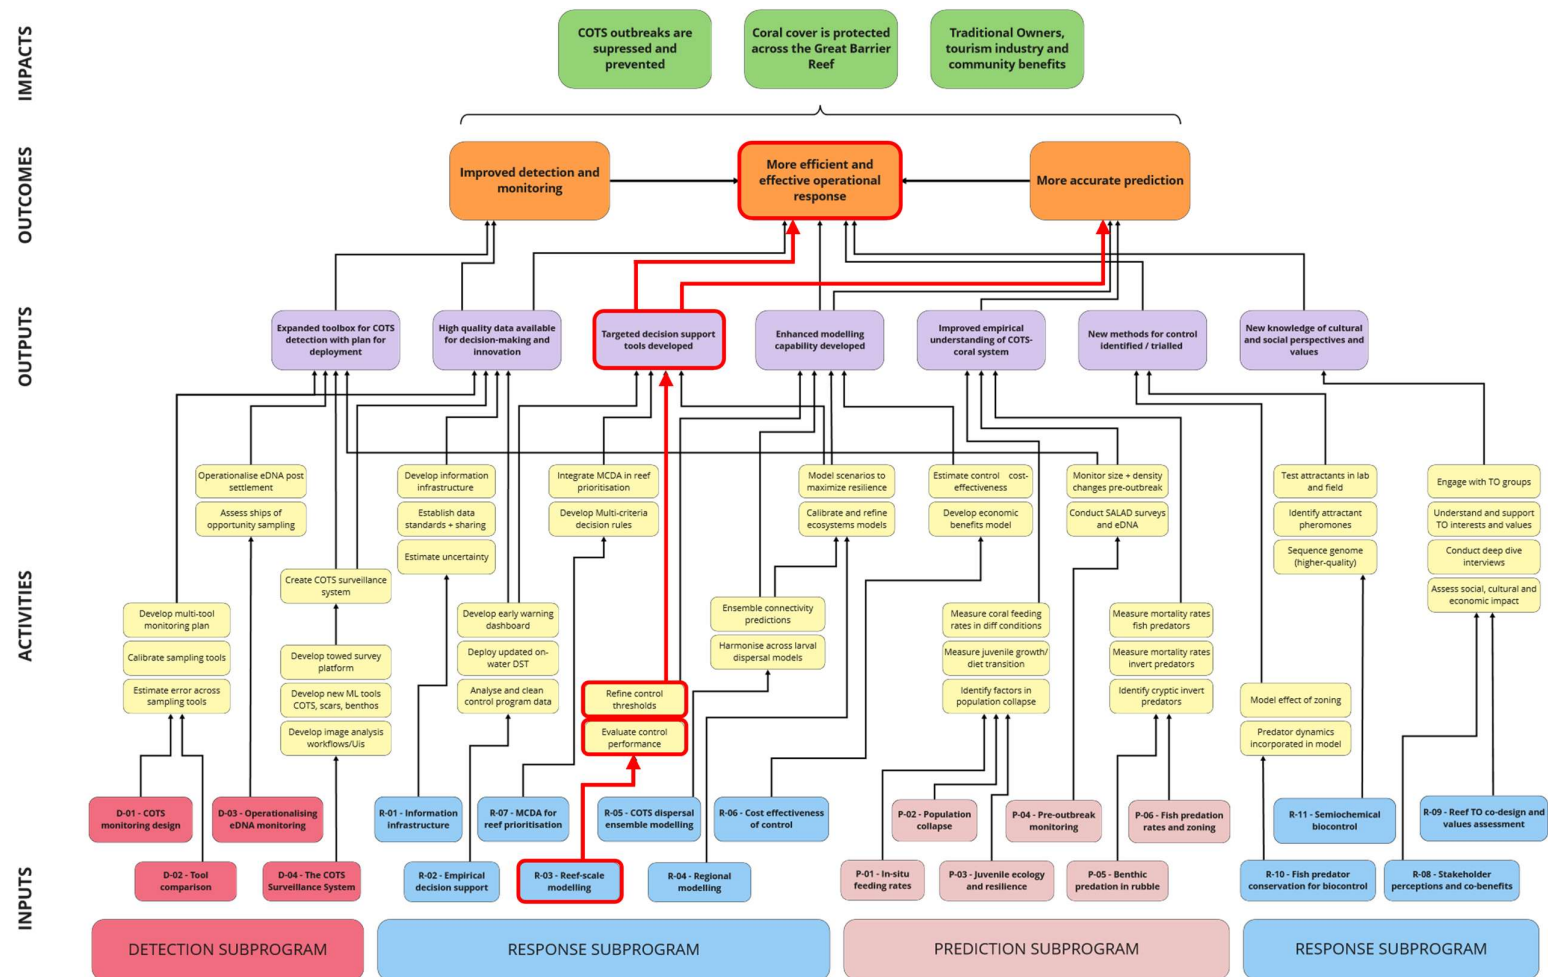 IMPACTS
COTS outbreaks are
supressed and
prevented
Coral cover is protected
across the Great Barrier
Reef
Traditional Owners,
tourism industry and
community benefits
OUTCOMES
Improved detection and
monitoring
More efficient and
effective operational
response
More accurate prediction
OUTPUTS
Expanded toolbox for COTS
detection with plan for
deployment
High quality data available
for decision-making and
innovation
Targeted decision support
tools developed
Enhanced modelling
capability developed
Improved empirical
understanding of COTS-
coral system
New methods for control
identified / trialled
New knowledge of cultural
and social perspectives and
values
ACTIVITIES
Operationalise eDNA post
settlement
Assess ships of
opportunity sampling
Develop information
infrastructure
Establish data
standards + sharing
Estimate uncertainty
Integrate MCDA in reef
prioritisation
Develop Multi-criteria
decision rules
Model scenarios to
maximize resilience
Calibrate and refine
ecosystems models
Estimate control cost-
effectiveness
Develop economic
benefits model
Monitor size + density
changes pre-outbreak
Conduct SALAD surveys
and eDNA
Test attractants in lab
and field
Identify attractant
pheromones
Sequence genome
(higher-quality)
Engage with TO groups
Understand and support
TO interests and values
Conduct deep dive
interviews
Assess social, cultural and
economic impact
Create COTS surveillance
system
Develop multi-tool
monitoring plan
Calibrate sampling tools
Estimate error across
sampling tools
Develop towed survey
platform
Develop new ML tools
COTS, scars, benthos
Develop image analysis
workflows/Uis
Develop early warning
dashboard
Deploy updated on-
water DST
Analyse and clean
control program data
Refine control
thresholds
Evaluate control
performance
Ensemble connectivity
predictions
Harmonise across larval
dispersal models
Measure coral feeding
rates in diff conditions
Measure juvenile growth/
diet transition
Identify factors in
population collapse
Measure mortality rates
fish predators
Measure mortality rates
invert predators
Identify cryptic invert
predators
Model effect of zoning
Predator dynamics
incorporated in model
INPUTS
D-01 - COTS
monitoring design
D-03 - Operationalising
eDNA monitoring
R-01 - Information
infrastructure
R-07 - MCDA for
reef prioritisation
R-05 - COTS dispersal
ensemble modelling
R-06 - Cost effectiveness
of control
P-02 - Population
collapse
P-04 - Pre-outbreak
monitoring
P-06 - Fish predation
rates and zoning
R-11 - Semiochemical
biocontrol
R-09 - Reef TO co-design and
values assessment
D-02 - Tool
comparison
D-04 - The COTS
Surveillance System
R-02 - Empirical
decision support
R-03 - Reef-scale
modelling
R-04 - Regional
modelling
P-01 - In-situ
feeding rates
P-03 - Juvenile ecology
and resilience
P-05 - Benthic
predation in rubble
R-10 - Fish predator
conservation for biocontrol
R-08 - Stakeholder
perceptions and co-benefits
DETECTION SUBPROGRAM
RESPONSE SUBPROGRAM
PREDICTION SUBPROGRAM
RESPONSE SUBPROGRAM